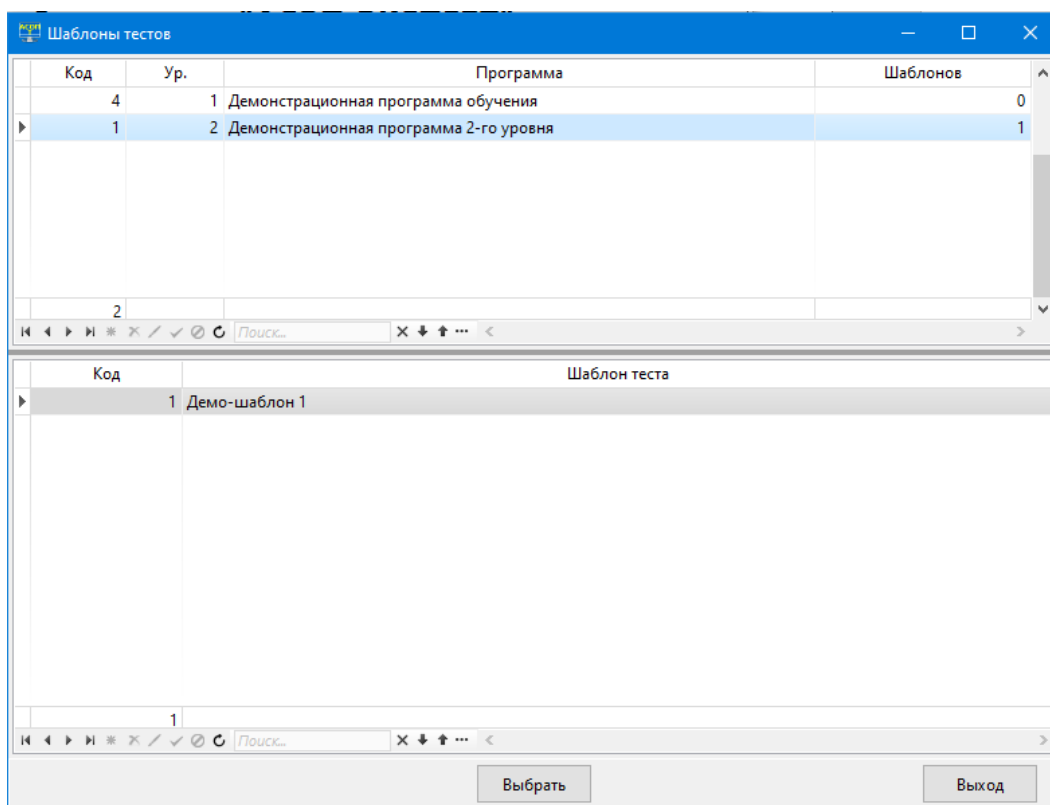 Шаблоны тестов
Код Ур. Программа Шаблонов
4 1 Демонстрационная программа обучения 0
1 2 Демонстрационная программа 2-го уровня 1
2
Поиск...
Код Шаблон теста
1 Демо-шаблон 1
1
Поиск...
Выбрать Выход